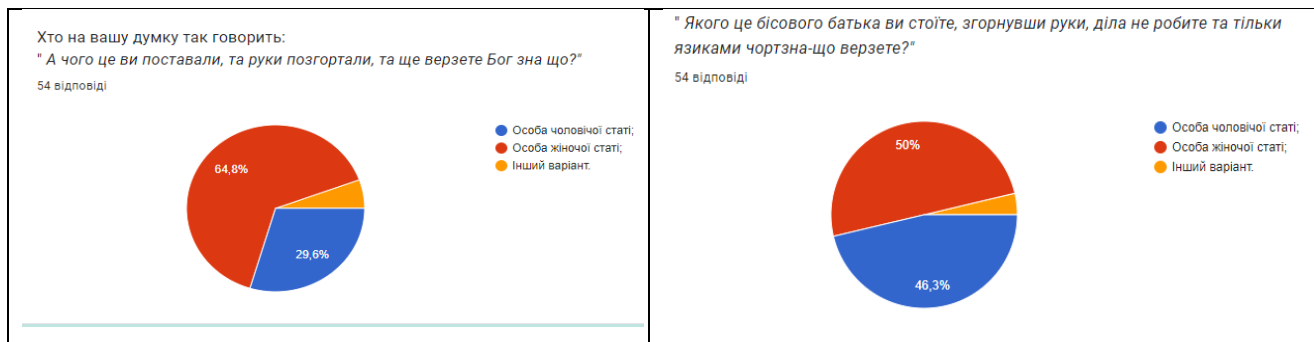 Хто на вашу думку так говорить:
" А чого це ви поставали, та руки позгортали, та ще верзете Бог зна що?"
54 відповіді
Особа чоловічої статі;
Особа жіночої статі;
Інший варіант.
64,8%
29,6%
" Якого це бісового батька ви стоїте, згорнувши руки, діла не робите та тільки
язиками чортзна-що верзете?"
54 відповіді
Особа чоловічої статі;
Особа жіночої статі;
Інший варіант.
50%
46,3%